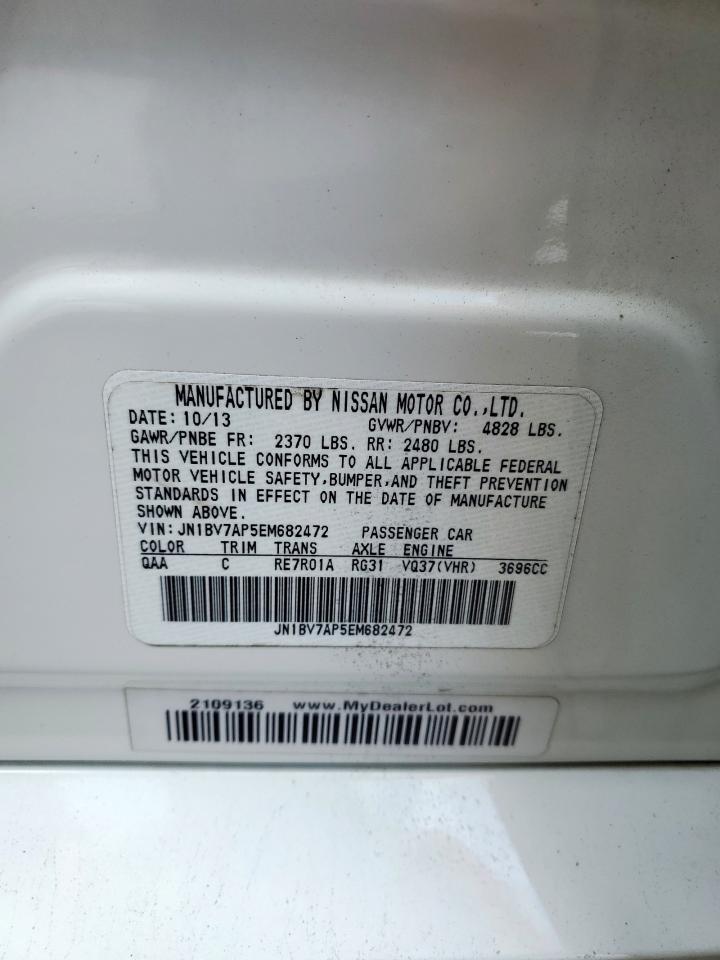 MANUFACTURED BY NISSAN MOTOR CO.,LTD.
DATE: 10/13 GVWR/PNBV: 4828 LBS.
GAWR/PNBE FR: 2370 LBS. RR: 2480 LBS.
THIS VEHICLE CONFORMS TO ALL APPLICABLE FEDERAL
MOTOR VEHICLE SAFETY,BUMPER,AND THEFT PREVENTION
STANDARDS IN EFFECT ON THE DATE OF MANUFACTURE
SHOWN ABOVE.
VIN: JN1BV7AP5EM682472 PASSENGER CAR
COLOR TRIM TRANS AXLE ENGINE
QAA C RE7R01A RG31 VQ37(VHR) 3696CC
JN1BV7AP5EM682472
2109136 www.MyDealerLot.com